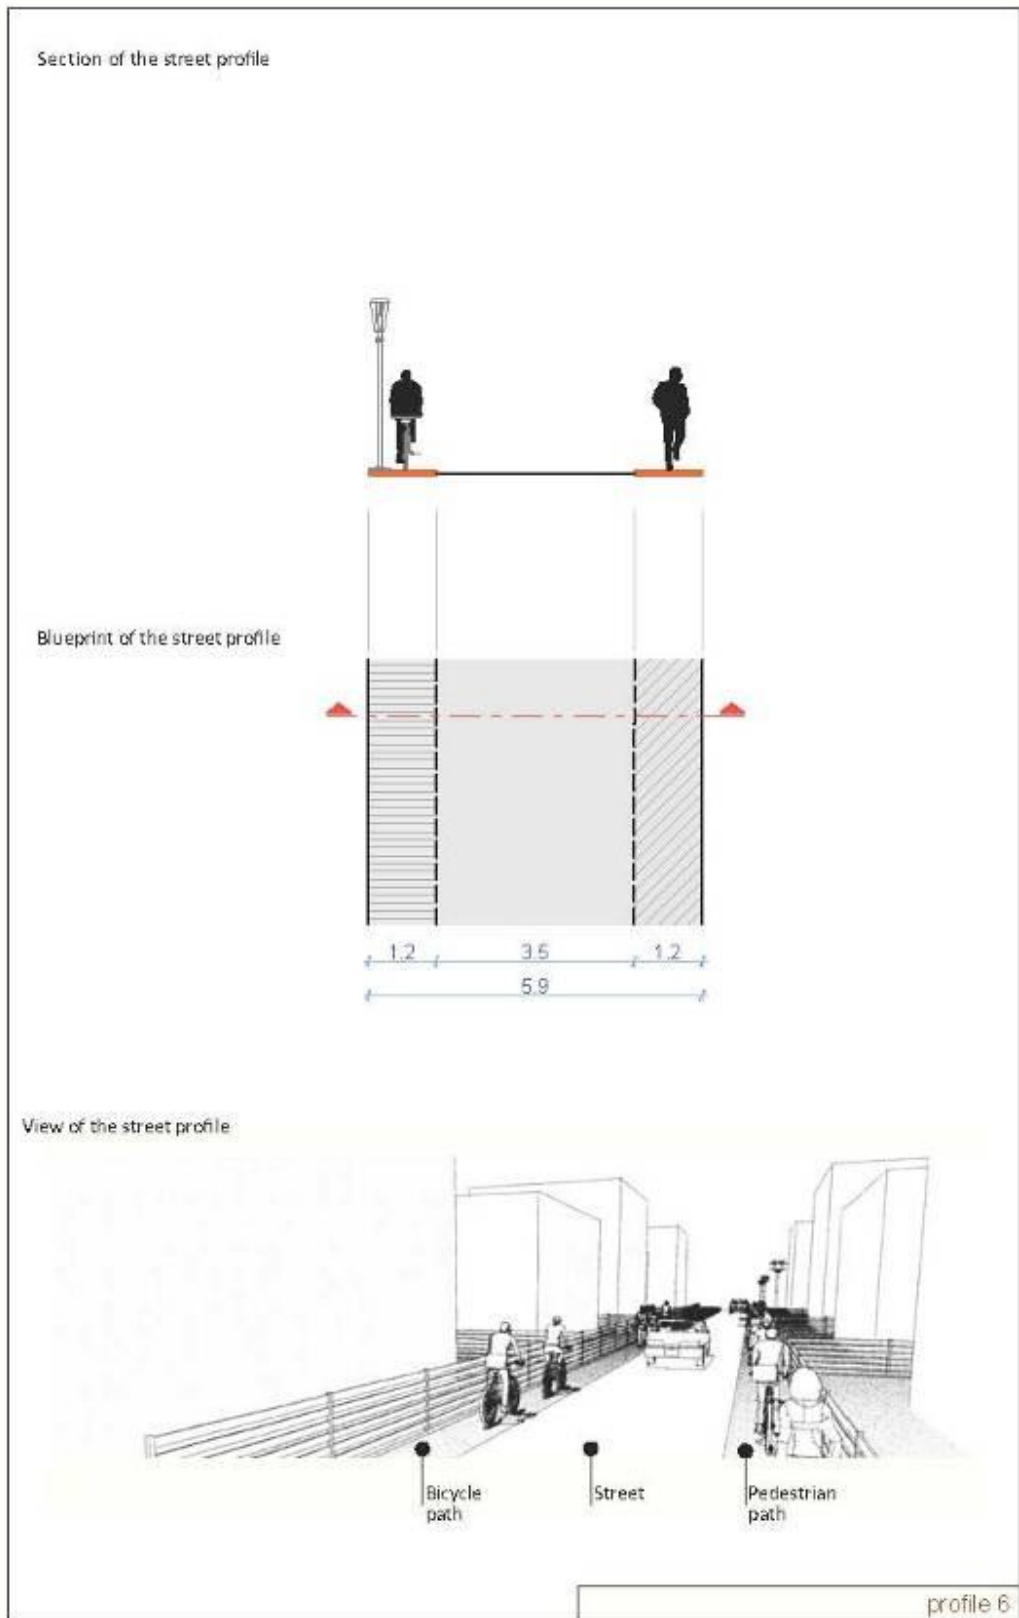 Section of the street profile
Blueprint of the street profile
1.2 3.5 1.2
5.9
View of the street profile
Bicycle
path
Street
Pedestrian
path
profile 6